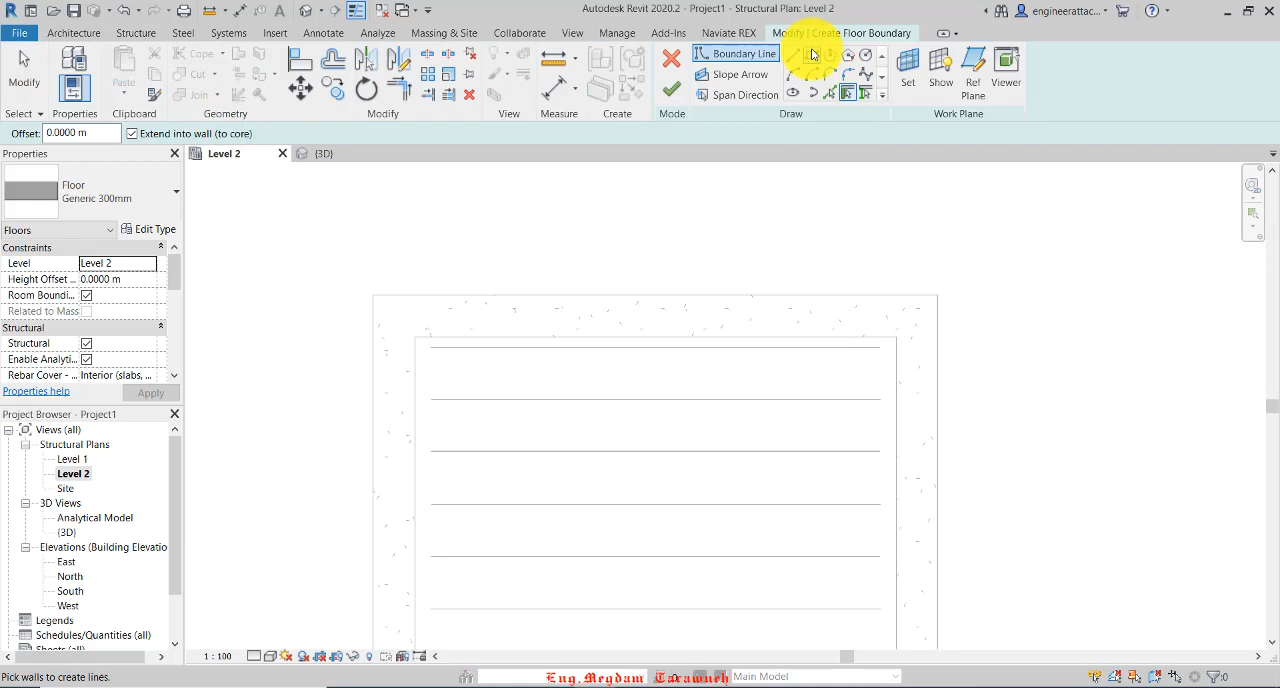 Autodesk Revit 2020.2 - Project1 - Structural Plan: Level 2
engineerattac...
File
Architecture
Structure
Steel
Systems
Insert
Annotate
Analyze
Massing & Site
Collaborate
View
Manage
Add-Ins
Naviate REX
Modify | Create Floor Boundary
Modify
Paste
Cope
Cut
Join
Boundary Line
Slope Arrow
Span Direction
Set
Show
Ref
Plane
Viewer
Select
Properties
Clipboard
Geometry
Modify
View
Measure
Create
Mode
Draw
Work Plane
Offset: 0.0000 m
Extend into wall (to core)
Properties
Level 2
{3D}
Floor
Generic 300mm
Floors
Edit Type
Constraints
Level
Level 2
Height Offset ...
0.0000 m
Room Boundi...
Related to Mass
Structural
Structural
Enable Analyti...
Rebar Cover - ...
Interior (slabs, ...
Properties help
Apply
Project Browser - Project1
Views (all)
Structural Plans
Level 1
Level 2
Site
3D Views
Analytical Model
{3D}
Elevations (Building Elevatio
East
North
South
West
Legends
Schedules/Quantities (all)
Sheets (all)
1 : 100
Pick walls to create lines.
Eng.Megdam Tarawneh
Main Model
:0